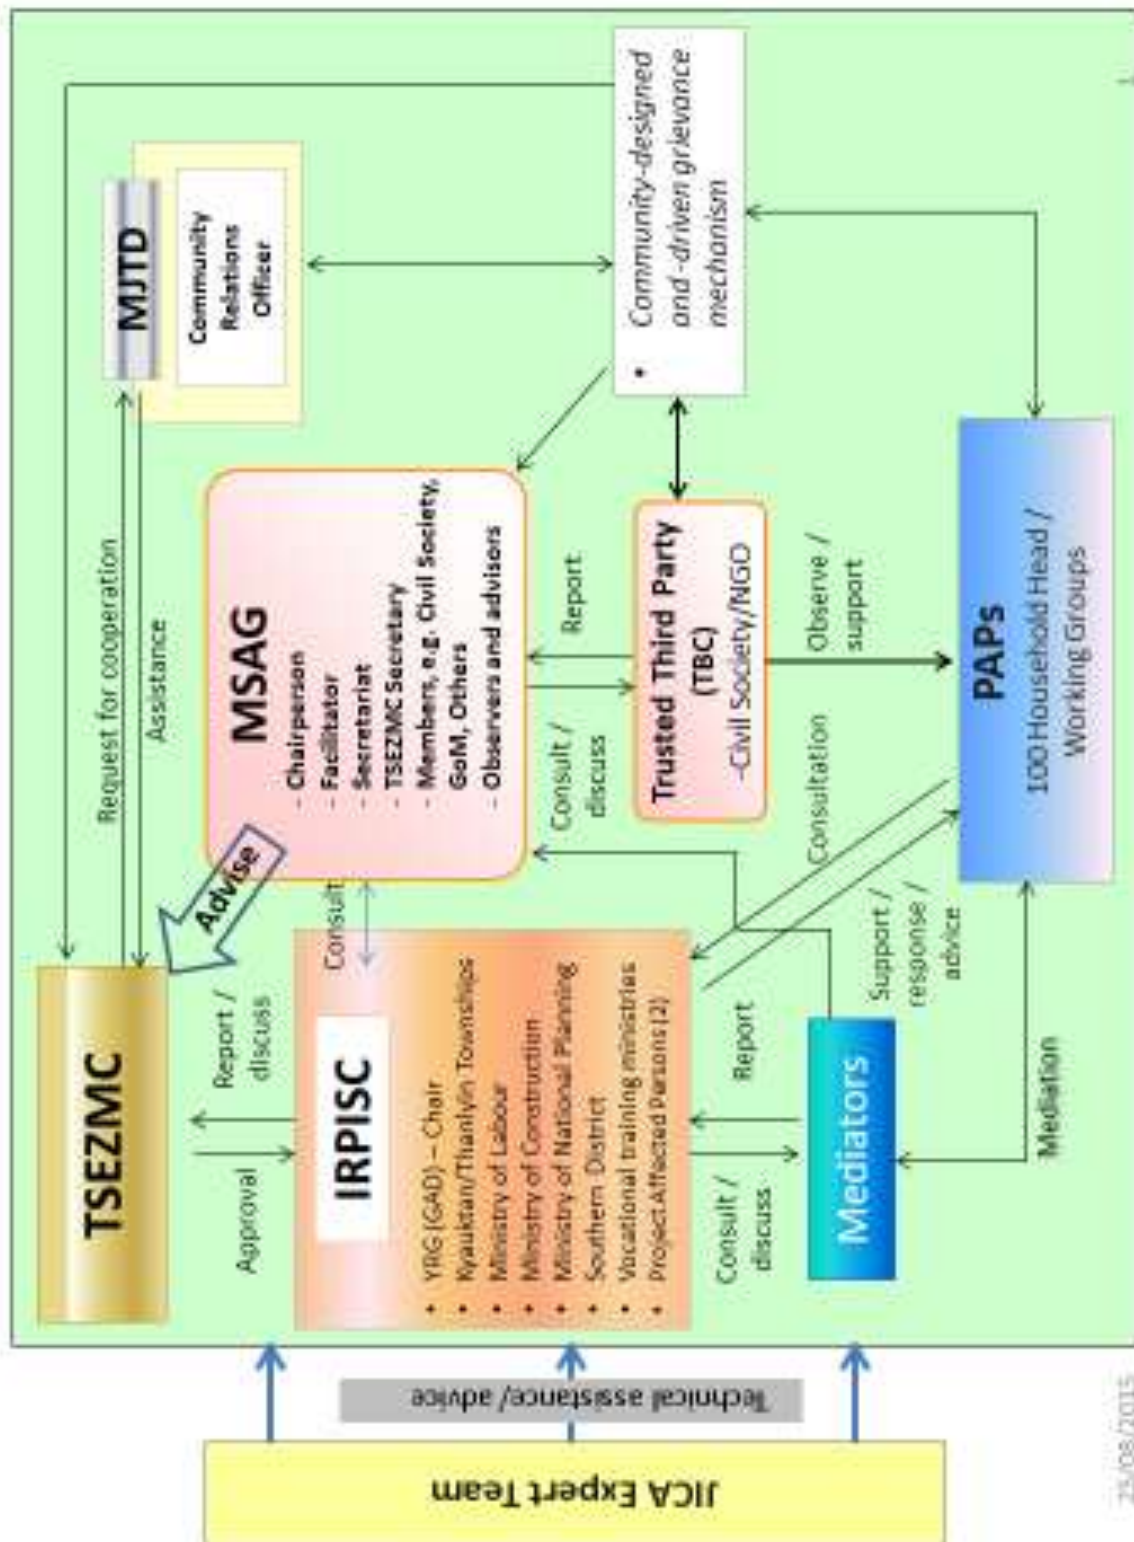 TSEZMC
Request for cooperation
Assistance
MJTD
Community
Relations
Officer
Advise
Approval
Report /
discuss
Consult
MSAG
– Chairperson
– Facilitator
– Secretariat
– TSEZMC Secretary
– Members, e.g. Civil Society,
GoM, Others
– Observers and advisors
IRPISC
• YRG (GAD) – Chair
• Kyauktan/Thanlyin Townships
• Ministry of Labour
• Ministry of Construction
• Ministry of National Planning
• Southern District
• Vocational training ministries
• Project Affected Persons (2)
Consult /
discuss
Report
Trusted Third Party
(TBC)
-Civil Society/NGO
• Community-designed
and -driven grievance
mechanism
Consult /
discuss
Report
Consultation
Observe /
support
Mediators
Support /
response /
advice
Mediation
PAPs
100 Household Head /
Working Groups
JICA Expert Team
Technical assistance/ advice
25/08/2015
1